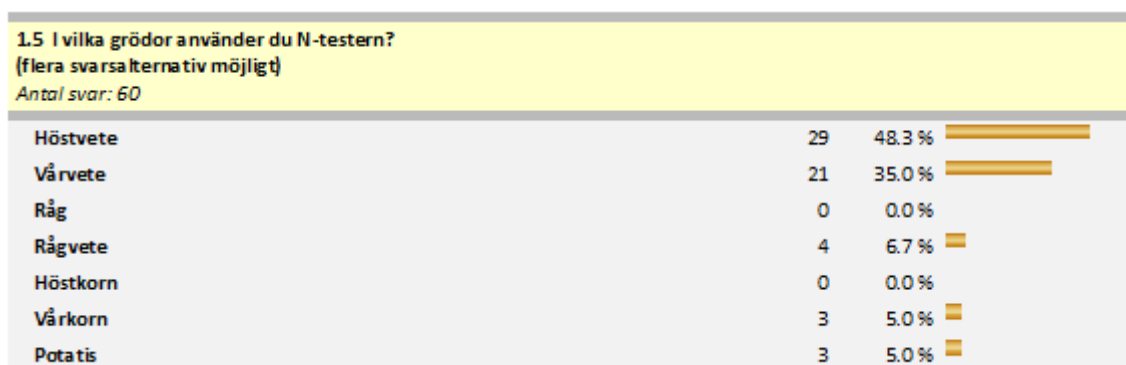 1.5 I vilka grödor använder du N-testern?
(flera svarsalternativ möjligt)
Antal svar: 60
Höstvete 29 48.3 %
Vårvete 21 35.0 %
Råg 0 0.0 %
Rågvete 4 6.7 %
Höstkorn 0 0.0 %
Vårkorn 3 5.0 %
Potatis 3 5.0 %